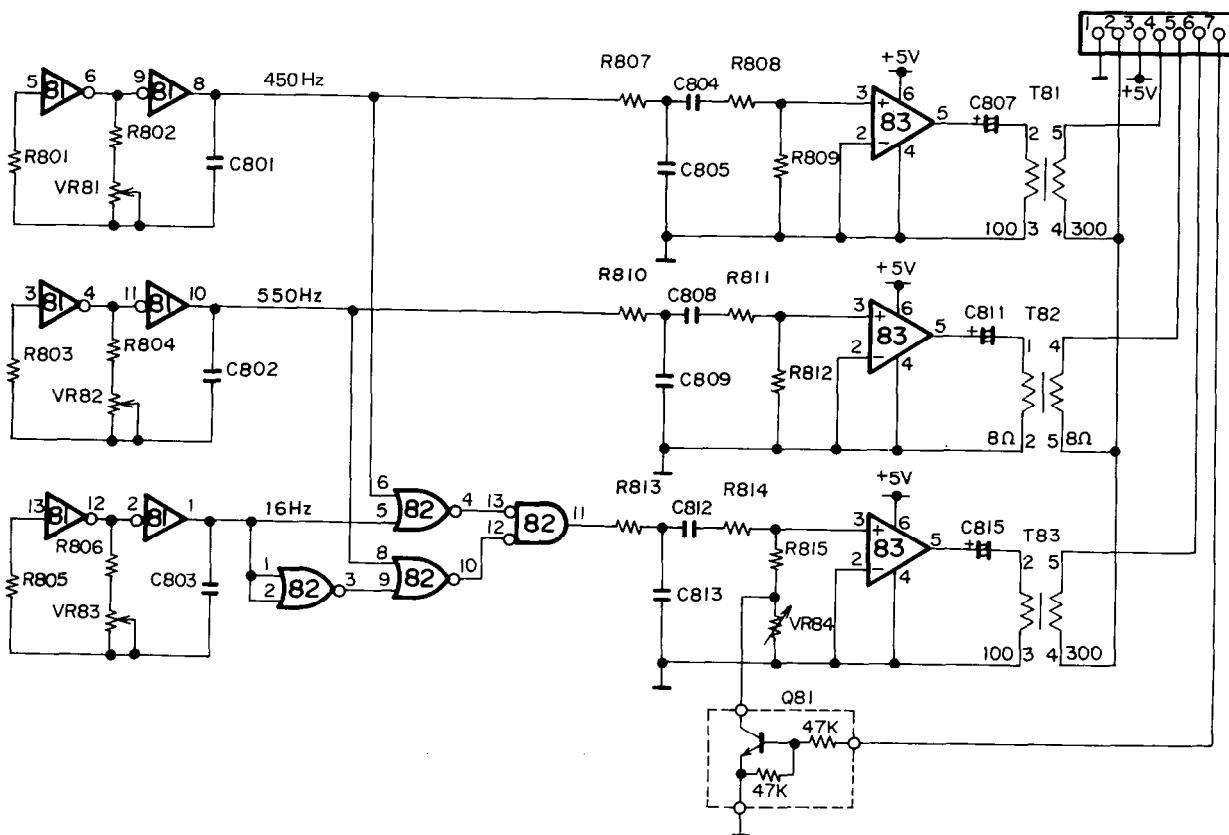 1 2 3 4 5 6 7
+5V
R807 C804 R808 +5V C807 T81
5 81 6 9 81 8 450Hz 3 + 6 83 5 + 2 5
R802 2 − 4
R801 C801 C805 R809
VR81
100 3 4 300
R810 C808 R811 +5V C811 T82
3 81 4 11 81 10 550Hz 3 + 6 83 5 + 1 4
R804 2 − 4
R803 C802 C809 R812
VR82
8Ω 2 5 8Ω
R813 C812 R814 +5V C815 T83
13 81 12 2 81 1 16Hz 6 5 82 4 13 12 82 11 3 + 6 83 5 + 2 5
R806 8 9 82 10 R815 2 − 4
R805 C803 1 2 82 3 C813
VR83 VR84
100 3 4 300
Q81
47K
47K